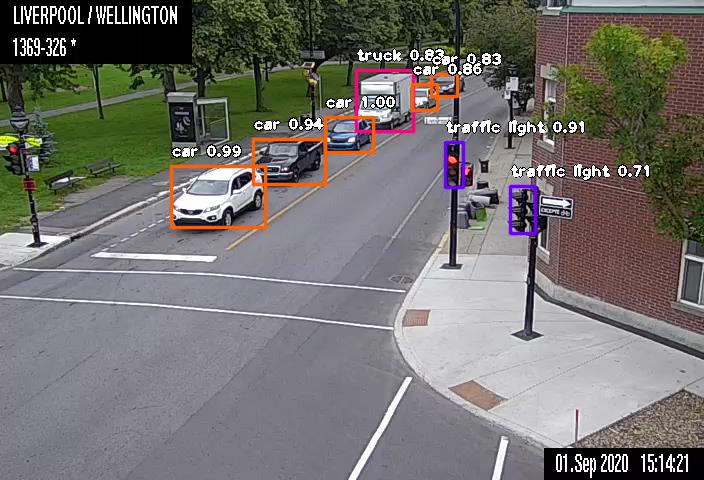 LIVERPOOL / WELLINGTON
1369-326 *
truck 0.83
car 0.83
car 0.86
car 1.00
car 0.94
car 0.99
traffic light 0.91
traffic light 0.71
EXCEPTÉ
01.Sep 2020 15:14:21